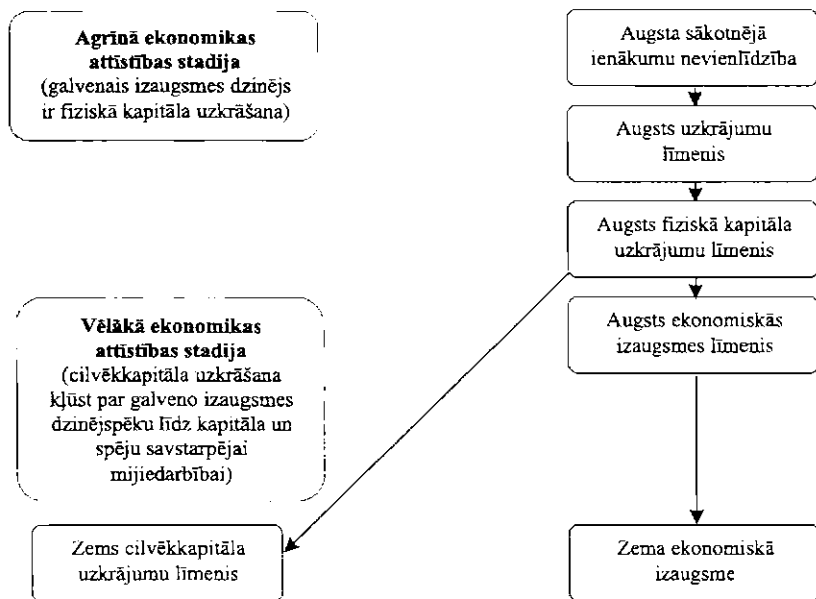 Agrīnā ekonomikas
attīstības stadija
(galvenais izaugsmes dzinējs
ir fiziskā kapitāla uzkrāšana)
Augsta sākotnējā
ienākumu nevienlīdzība
Augsts uzkrājumu
līmenis
Augsts fiziskā kapitāla
uzkrājumu līmenis
Augsts ekonomiskās
izaugsmes līmenis
Vēlākā ekonomikas
attīstības stadija
(cilvēkkapitāla uzkrāšana
kļūst par galveno izaugsmes
dzinējspēku līdz kapitāla un
spēju savstarpējai
mijiedarbībai)
Zems cilvēkkapitāla
uzkrājumu līmenis
Zema ekonomiskā
izaugsme